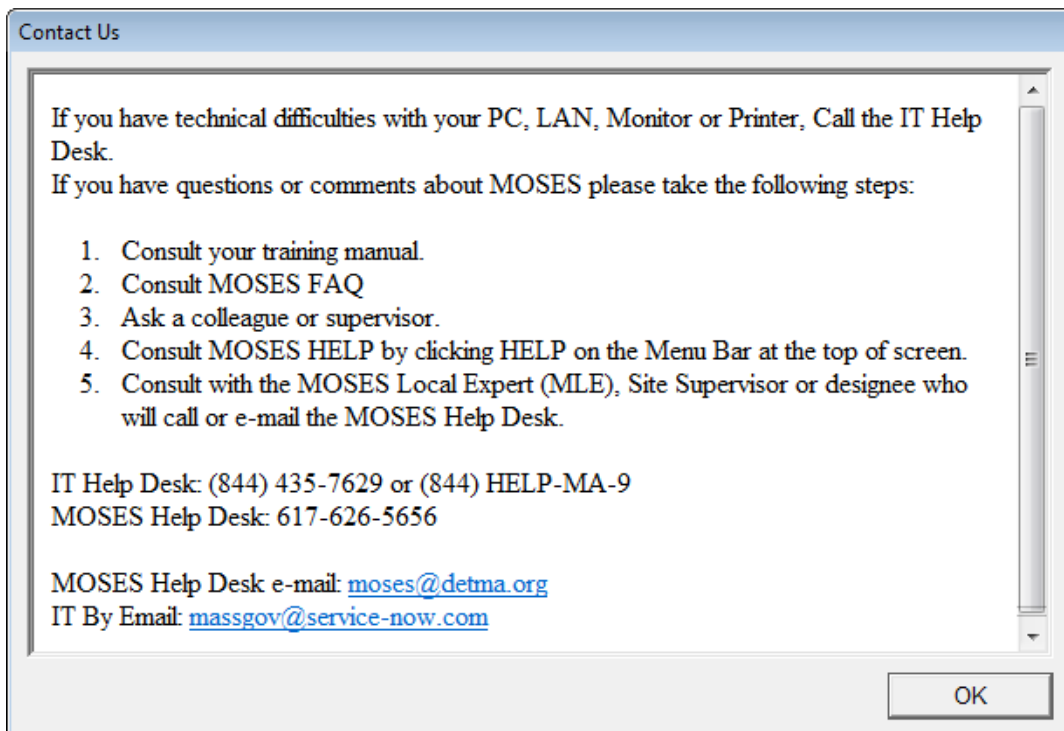 Contact Us
If you have technical difficulties with your PC, LAN, Monitor or Printer, Call the IT Help
Desk.
If you have questions or comments about MOSES please take the following steps:
1. Consult your training manual.
2. Consult MOSES FAQ
3. Ask a colleague or supervisor.
4. Consult MOSES HELP by clicking HELP on the Menu Bar at the top of screen.
5. Consult with the MOSES Local Expert (MLE), Site Supervisor or designee who
will call or e-mail the MOSES Help Desk.
IT Help Desk: (844) 435-7629 or (844) HELP-MA-9
MOSES Help Desk: 617-626-5656
MOSES Help Desk e-mail: moses@detma.org
IT By Email: massgov@service-now.com
OK